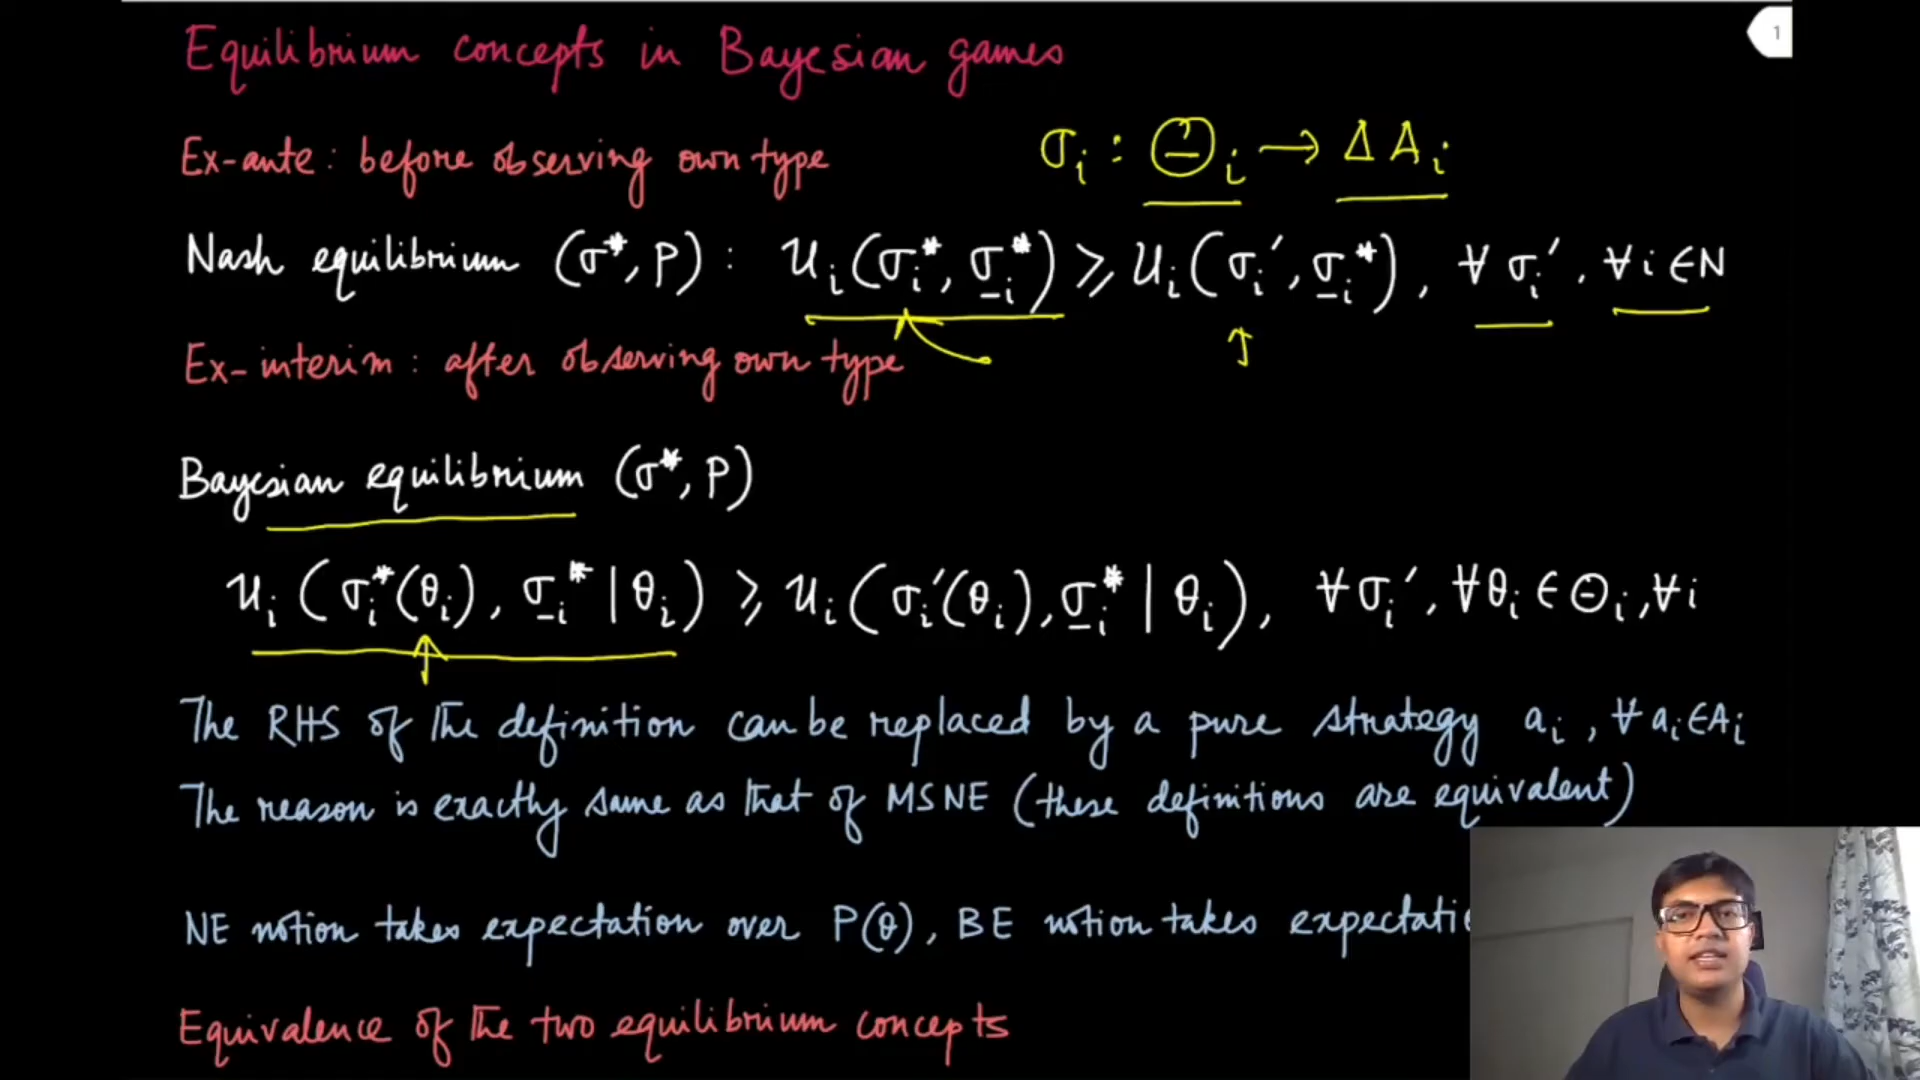 Equilibrium concepts in Bayesian games
1
Ex-ante: before observing own type
σᵢ : Θᵢ → ΔAᵢ
Nash equilibrium (σ*, P) : Uᵢ(σᵢ*, σ₋ᵢ*) ⩾ Uᵢ(σᵢ′, σ₋ᵢ*), ∀ σᵢ′, ∀ i ∈ N
Ex-interim: after observing own type
Bayesian equilibrium (σ*, P)
Uᵢ(σᵢ*(θᵢ), σ₋ᵢ* | θᵢ) ⩾ Uᵢ(σᵢ′(θᵢ), σ₋ᵢ* | θᵢ), ∀σᵢ′, ∀θᵢ ∈ Θᵢ, ∀i
The RHS of the definition can be replaced by a pure strategy aᵢ, ∀ aᵢ ∈ Aᵢ
The reason is exactly same as that of MSNE (these definitions are equivalent)
NE notion takes expectation over P(θ), BE notion takes expectati
Equivalence of the two equilibrium concepts